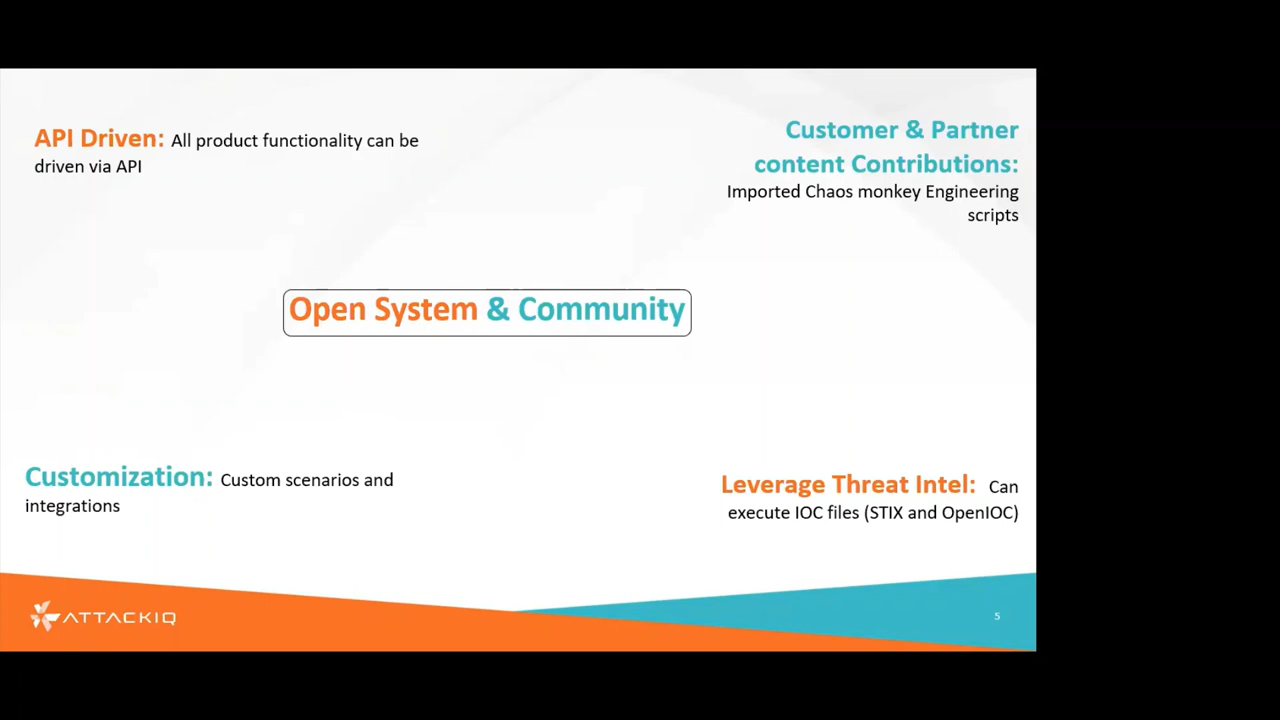 API Driven: All product functionality can be
driven via API
Customer & Partner
content Contributions:
Imported Chaos monkey Engineering
scripts
Open System & Community
Customization: Custom scenarios and
integrations
Leverage Threat Intel: Can
execute IOC files (STIX and OpenIOC)
ATTACKIQ
5